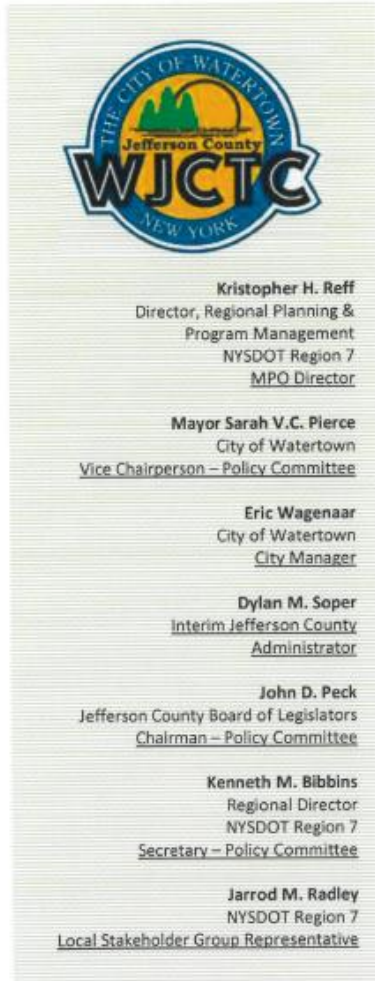 THE CITY OF WATERTOWN
Jefferson County
WJCTC
NEW YORK
Kristopher H. Reff
Director, Regional Planning &
Program Management
NYSDOT Region 7
MPO Director
Mayor Sarah V.C. Pierce
City of Watertown
Vice Chairperson – Policy Committee
Eric Wagenaar
City of Watertown
City Manager
Dylan M. Soper
Interim Jefferson County
Administrator
John D. Peck
Jefferson County Board of Legislators
Chairman – Policy Committee
Kenneth M. Bibbins
Regional Director
NYSDOT Region 7
Secretary – Policy Committee
Jarrod M. Radley
NYSDOT Region 7
Local Stakeholder Group Representative